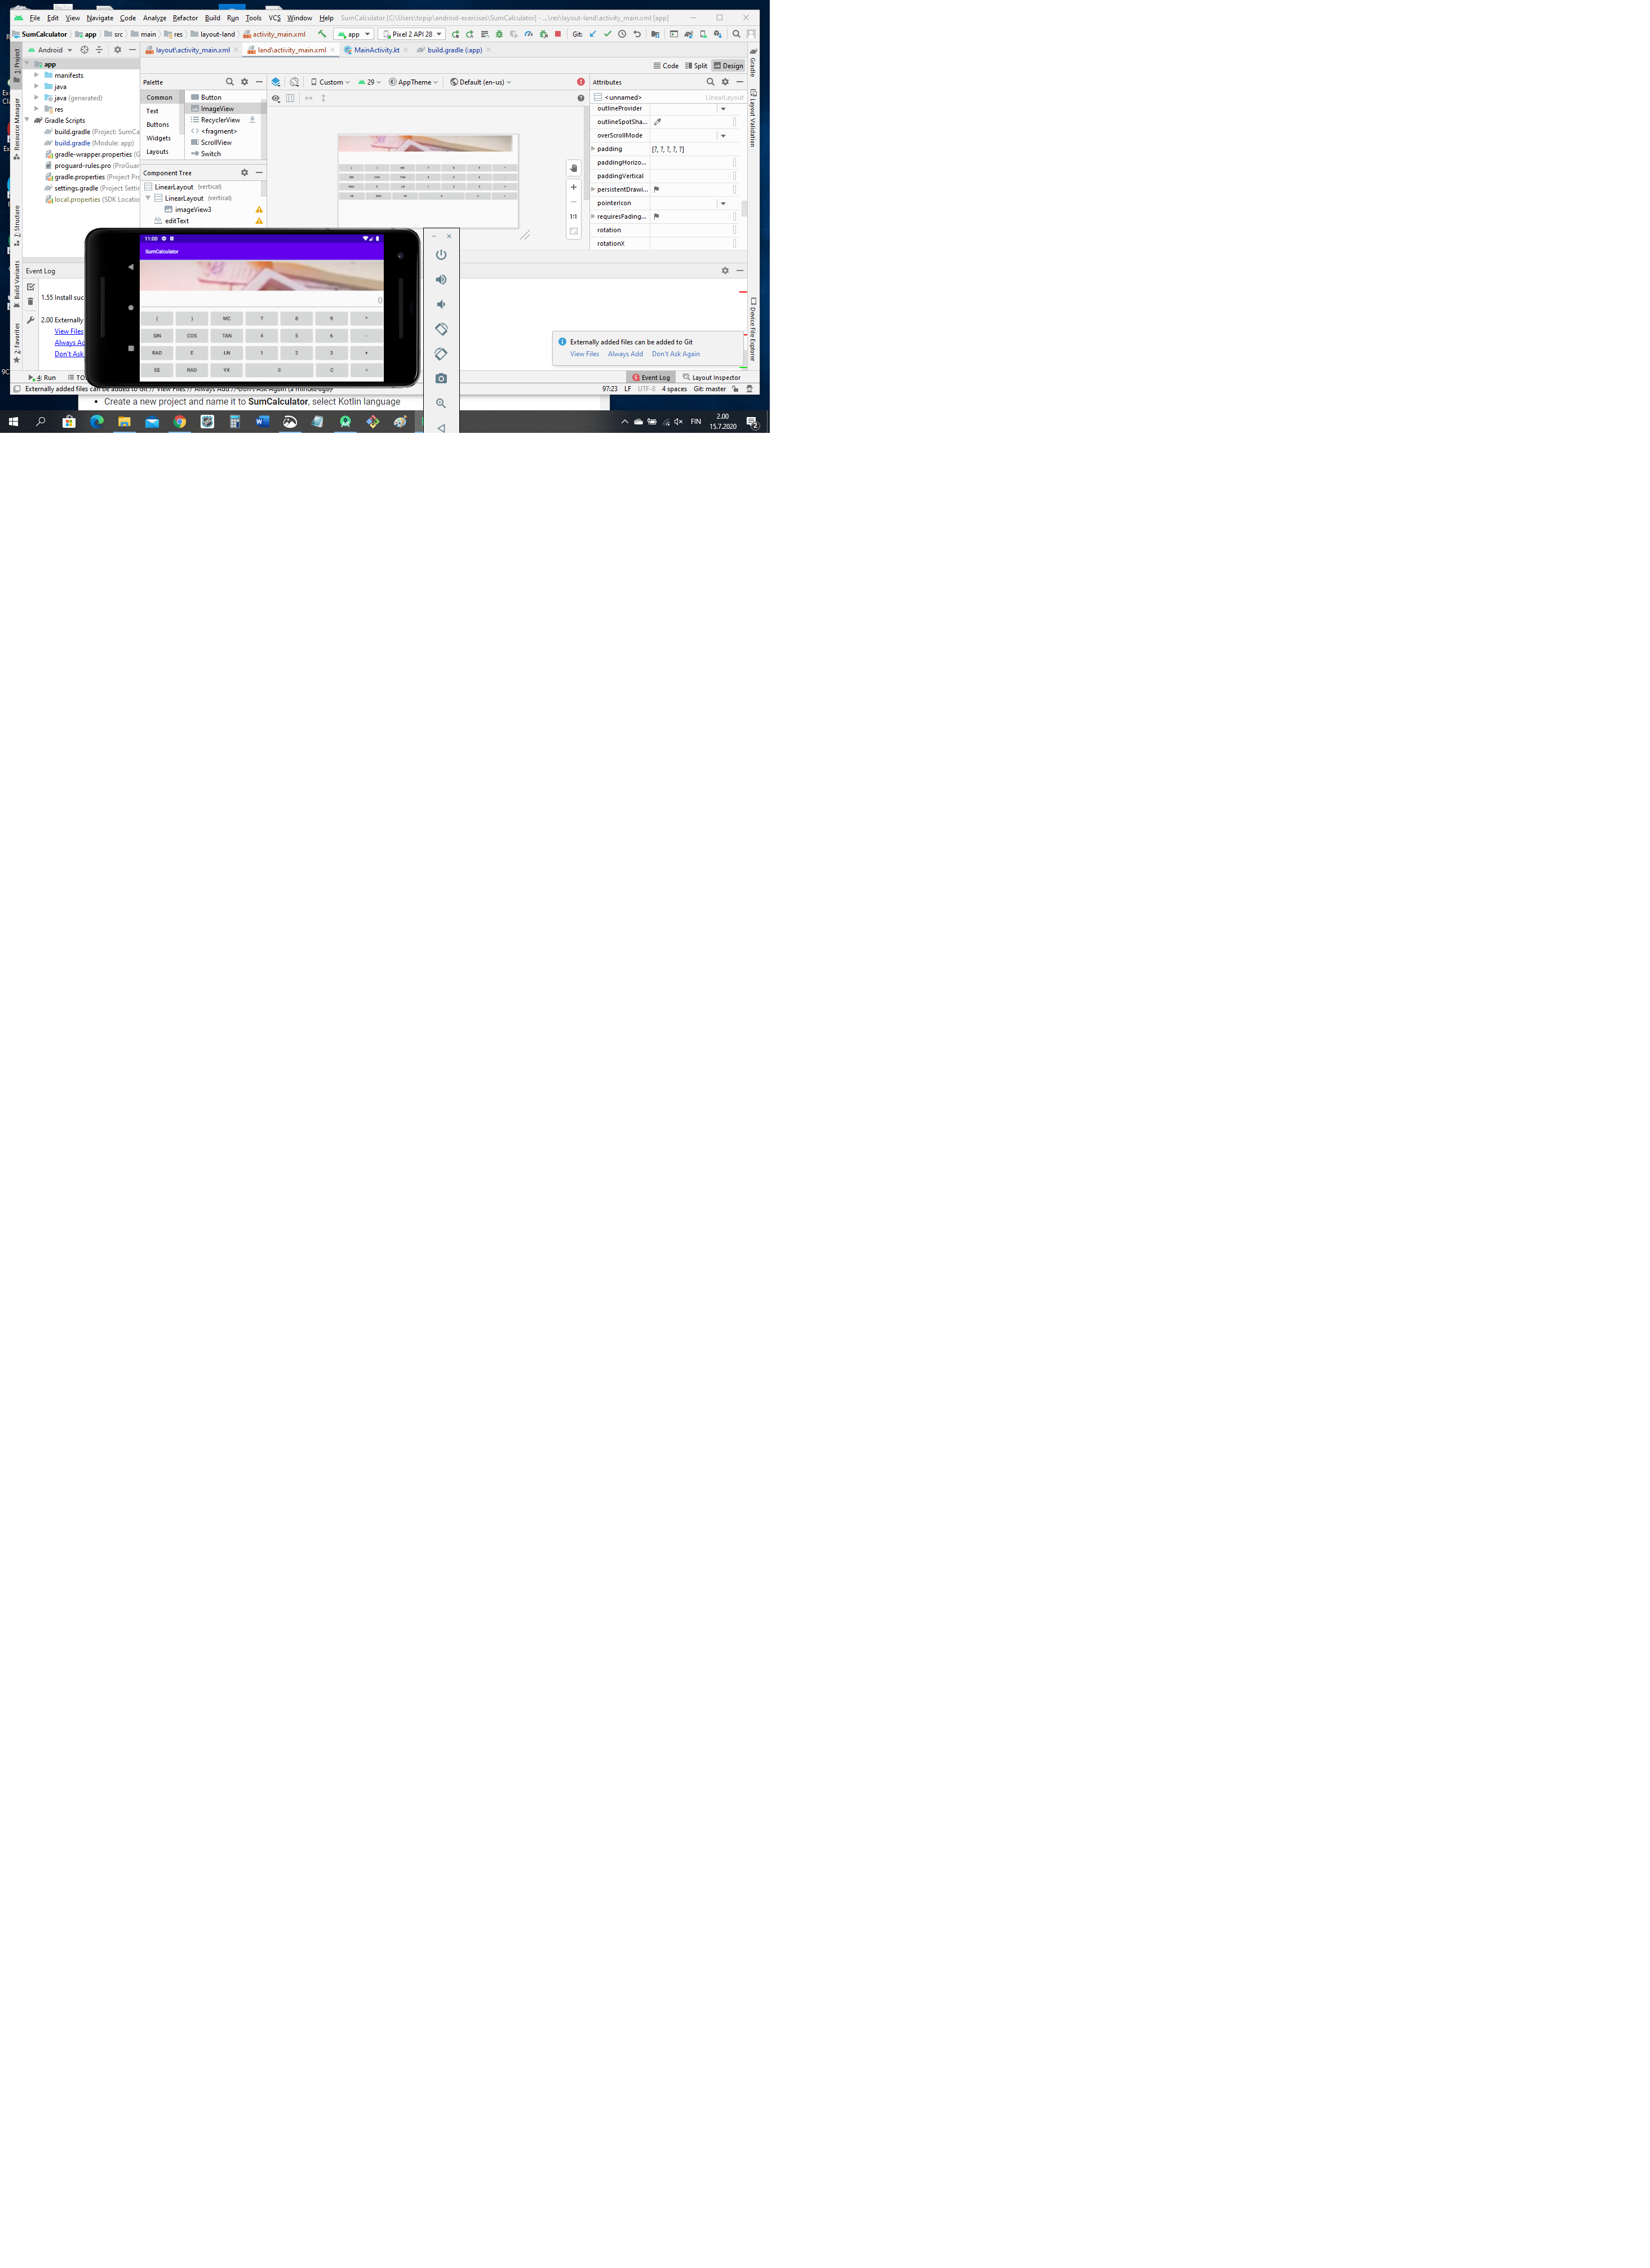 File Edit View Navigate Code Analyze Refactor Build Run Tools VCS Window Help SumCalculator [C:\Users\topip\android-exercises\SumCalculator] - ...\res\layout-land\activity_main.xml [app]
SumCalculator app src main res layout-land activity_main.xml app Pixel 2 API 28 Git:
Android layout\activity_main.xml land\activity_main.xml MainActivity.kt build.gradle (:app)
1: Project
Resource Manager
7: Structure
Build Variants
2: Favorites
Gradle
Layout Validation
Device File Explorer
app
manifests
java
java (generated)
res
Gradle Scripts
build.gradle (Project: SumCa
build.gradle (Module: app)
gradle-wrapper.properties (G
proguard-rules.pro (ProGuar
gradle.properties (Project Pro
settings.gradle (Project Settin
local.properties (SDK Locatio
Code Split Design
Palette
Common
Text
Buttons
Widgets
Layouts
Button
ImageView
RecyclerView
<fragment>
ScrollView
Switch
Component Tree
LinearLayout (vertical)
LinearLayout (vertical)
imageView3
Ab editText
Custom 29 AppTheme Default (en-us)
1:1
Attributes
<unnamed> LinearLayout
outlineProvider
outlineSpotSha...
overScrollMode
padding [?, ?, ?, ?, ?]
paddingHorizo...
paddingVertical
persistentDrawi...
pointerIcon
requiresFading...
rotation
rotationX
Event Log
1.55 Install suc
2.00 Externally
View Files
Always Ad
Don't Ask
11:00
SumCalculator
0
( ) MC 7 8 9 *
SIN COS TAN 4 5 6 -
RAD E LN 1 2 3 +
EE RAD YX 0 C =
Externally added files can be added to Git
View Files Always Add Don't Ask Again
4: Run TO
Event Log Layout Inspector
Externally added files can be added to Git // View Files // Always Add // Don't Ask Again (a minute ago)
97:23 LF UTF-8 4 spaces Git: master
• Create a new project and name it to SumCalculator, select Kotlin language
FIN
2.00
15.7.2020
2